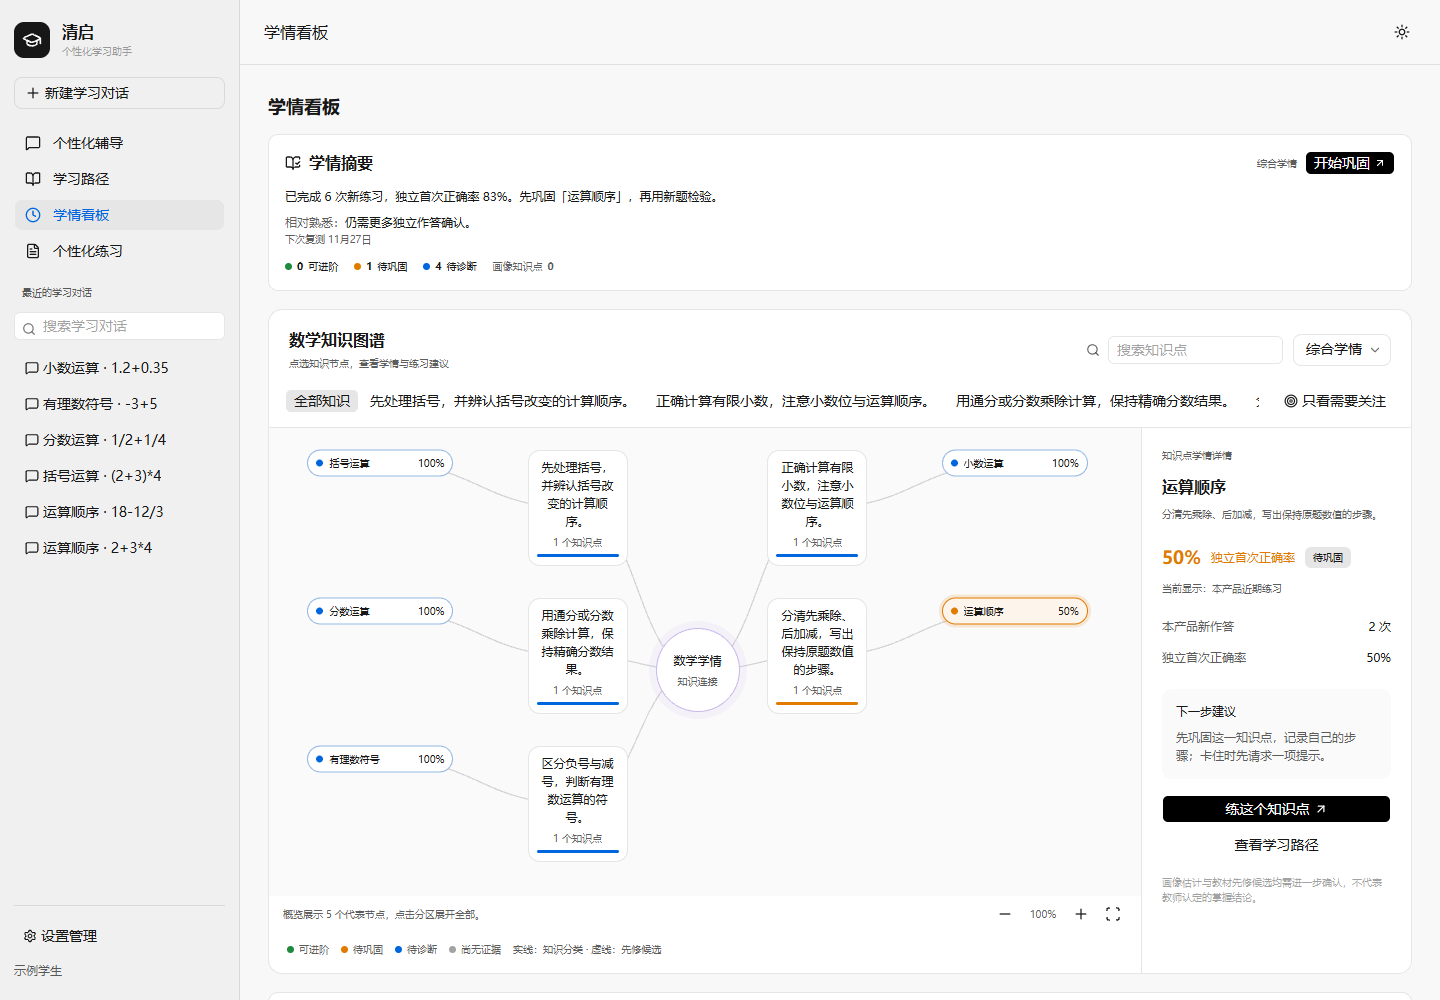 清启
个性化学习助手
新建学习对话
个性化辅导
学习路径
学情看板
个性化练习
最近的学习对话
搜索学习对话
小数运算 · 1.2+0.35
有理数符号 · -3+5
分数运算 · 1/2+1/4
括号运算 · (2+3)*4
运算顺序 · 18-12/3
运算顺序 · 2+3*4
设置管理
示例学生
学情看板
学情看板
学情摘要
综合学情
开始巩固
已完成 6 次新练习，独立首次正确率 83%。先巩固「运算顺序」，再用新题检验。
相对熟悉：仍需更多独立作答确认。
下次复测 11月27日
0 可进阶 1 待巩固 4 待诊断 画像知识点 0
数学知识图谱
点选知识节点，查看学情与练习建议
搜索知识点
综合学情
全部知识 先处理括号，并辨认括号改变的计算顺序。 正确计算有限小数，注意小数位与运算顺序。 用通分或分数乘除计算，保持精确分数结果。 只看需要关注
括号运算 100%
先处理括号，
并辨认括号改
变的计算顺
序。
1 个知识点
正确计算有限
小数，注意小
数位与运算顺
序。
1 个知识点
小数运算 100%
分数运算 100%
用通分或分数
乘除计算，保
持精确分数结
果。
1 个知识点
数学学情
知识连接
分清先乘除、
后加减，写出
保持原题数值
的步骤。
1 个知识点
运算顺序 50%
有理数符号 100%
区分负号与减
号，判断有理
数运算的符
号。
1 个知识点
概览展示 5 个代表节点，点击分区展开全部。
100%
可进阶 待巩固 待诊断 尚无证据 实线：知识分类 · 虚线：先修候选
知识点学情详情
运算顺序
分清先乘除、后加减，写出保持原题数值的步骤。
50% 独立首次正确率 待巩固
当前显示：本产品近期练习
本产品新作答 2 次
独立首次正确率 50%
下一步建议
先巩固这一知识点，记录自己的步
骤；卡住时先请求一项提示。
练这个知识点
查看学习路径
画像估计与教材先修候选均需进一步确认，不代表
教师认定的掌握结论。